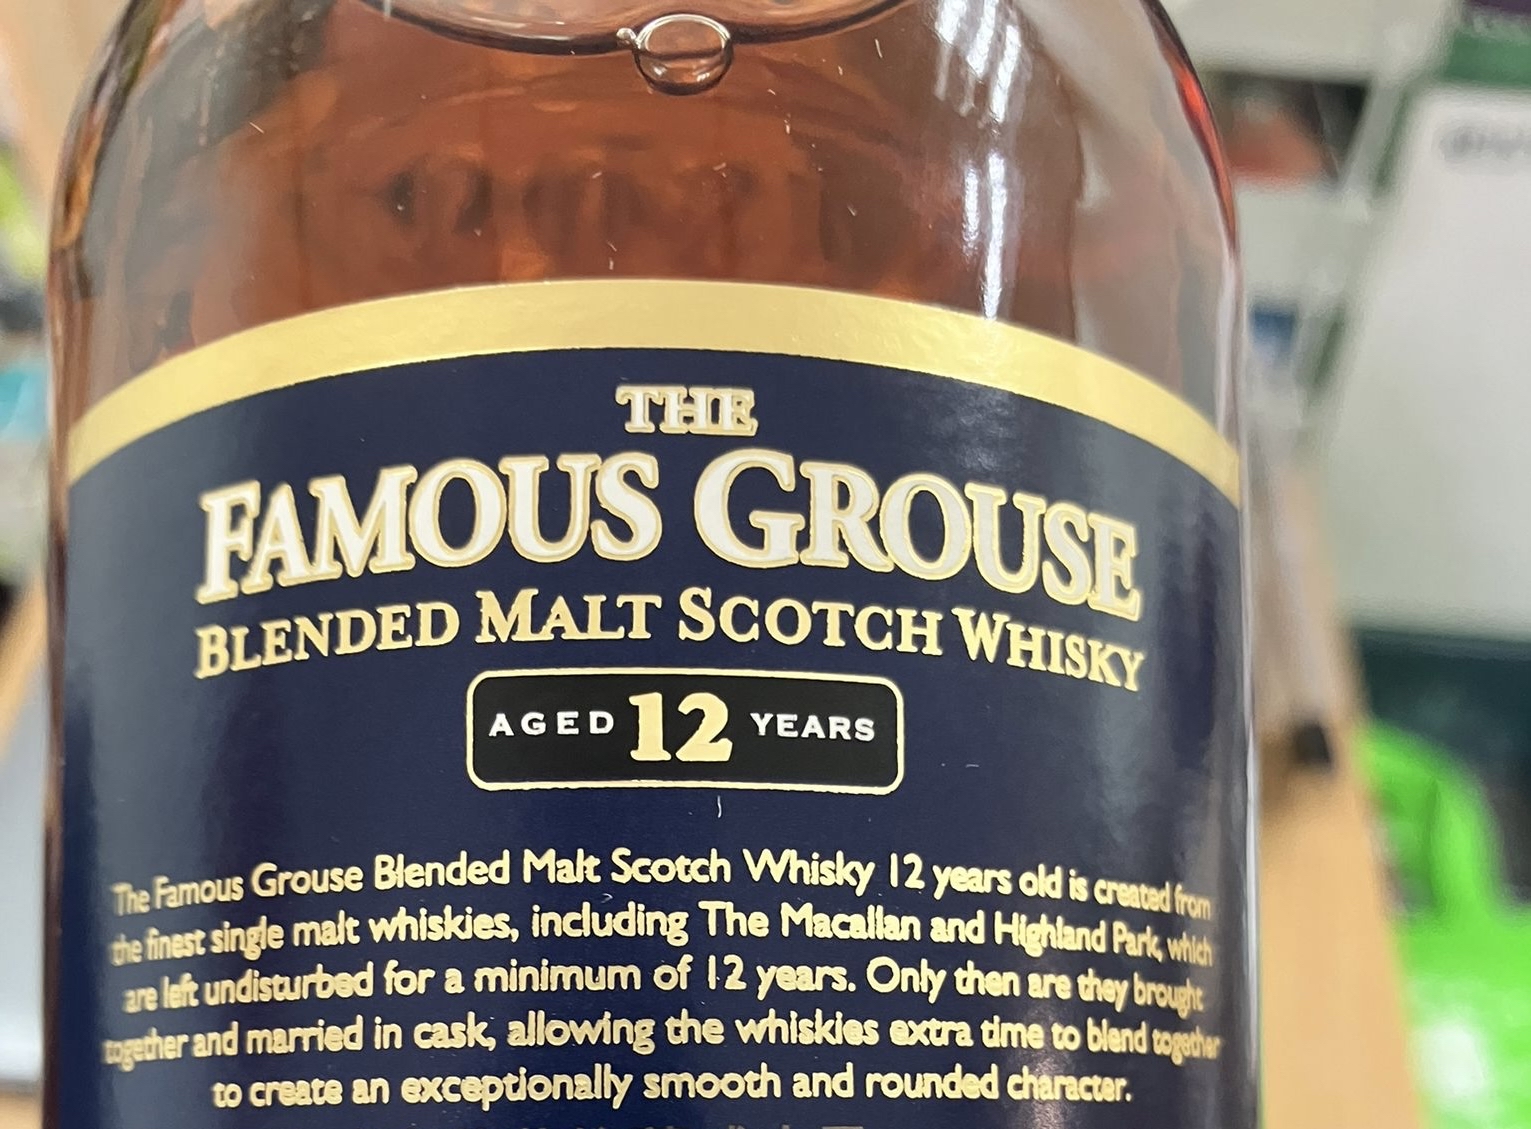 THE
FAMOUS GROUSE
BLENDED MALT SCOTCH WHISKY
AGED 12 YEARS
The Famous Grouse Blended Malt Scotch Whisky 12 years old is created from
the finest single malt whiskies, including The Macallan and Highland Park, which
are left undisturbed for a minimum of 12 years. Only then are they brought
together and married in cask, allowing the whiskies extra time to blend together
to create an exceptionally smooth and rounded character.